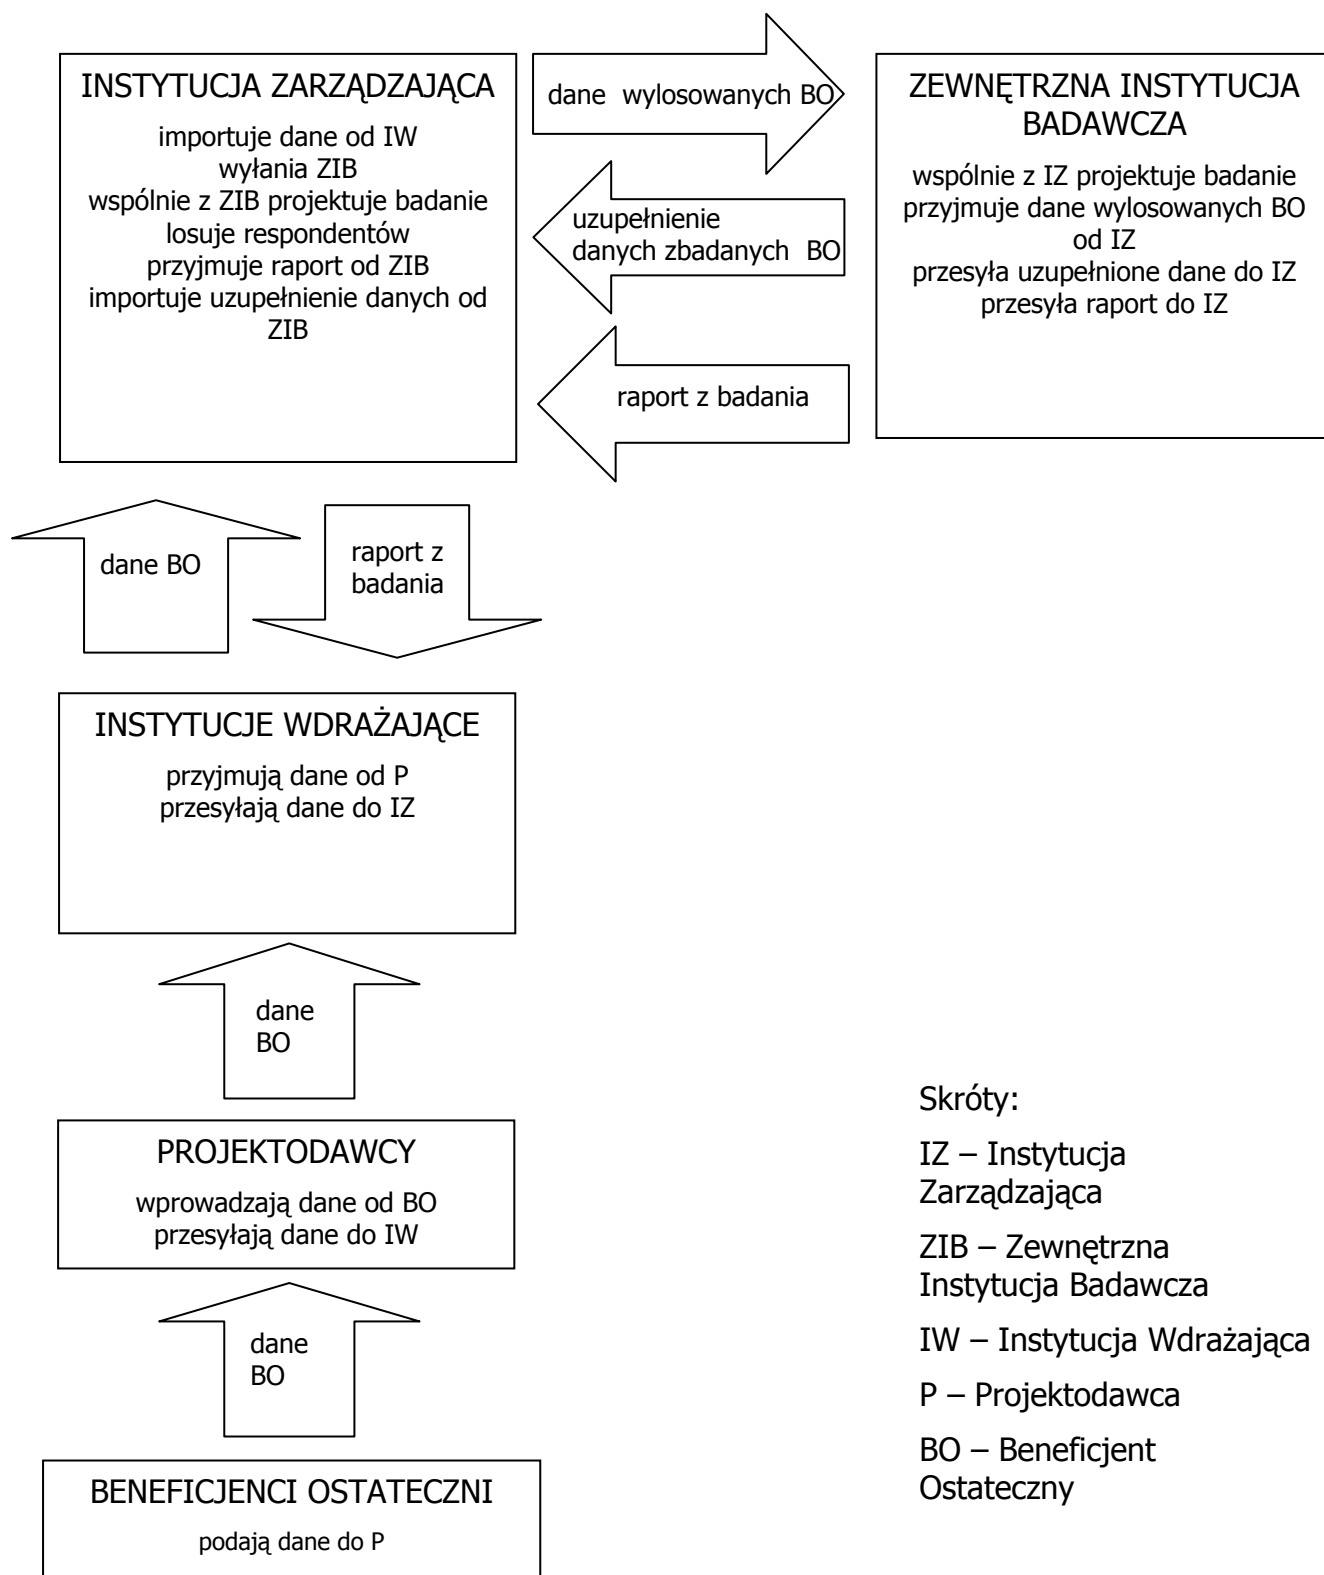 INSTYTUCJA ZARZĄDZAJĄCA
importuje dane od IW
wyłania ZIB
wspólnie z ZIB projektuje badanie
losuje respondentów
przyjmuje raport od ZIB
importuje uzupełnienie danych od
ZIB
dane wylosowanych BO
uzupełnienie
danych zbadanych BO
raport z badania
ZEWNĘTRZNA INSTYTUCJA
BADAWCZA
wspólnie z IZ projektuje badanie
przyjmuje dane wylosowanych BO
od IZ
przesyła uzupełnione dane do IZ
przesyła raport do IZ
dane BO
raport z
badania
INSTYTUCJE WDRAŻAJĄCE
przyjmują dane od P
przesyłają dane do IZ
dane
BO
PROJEKTODAWCY
wprowadzają dane od BO
przesyłają dane do IW
dane
BO
BENEFICJENCI OSTATECZNI
podają dane do P
Skróty:
IZ – Instytucja
Zarządzająca
ZIB – Zewnętrzna
Instytucja Badawcza
IW – Instytucja Wdrażająca
P – Projektodawca
BO – Beneficjent
Ostateczny